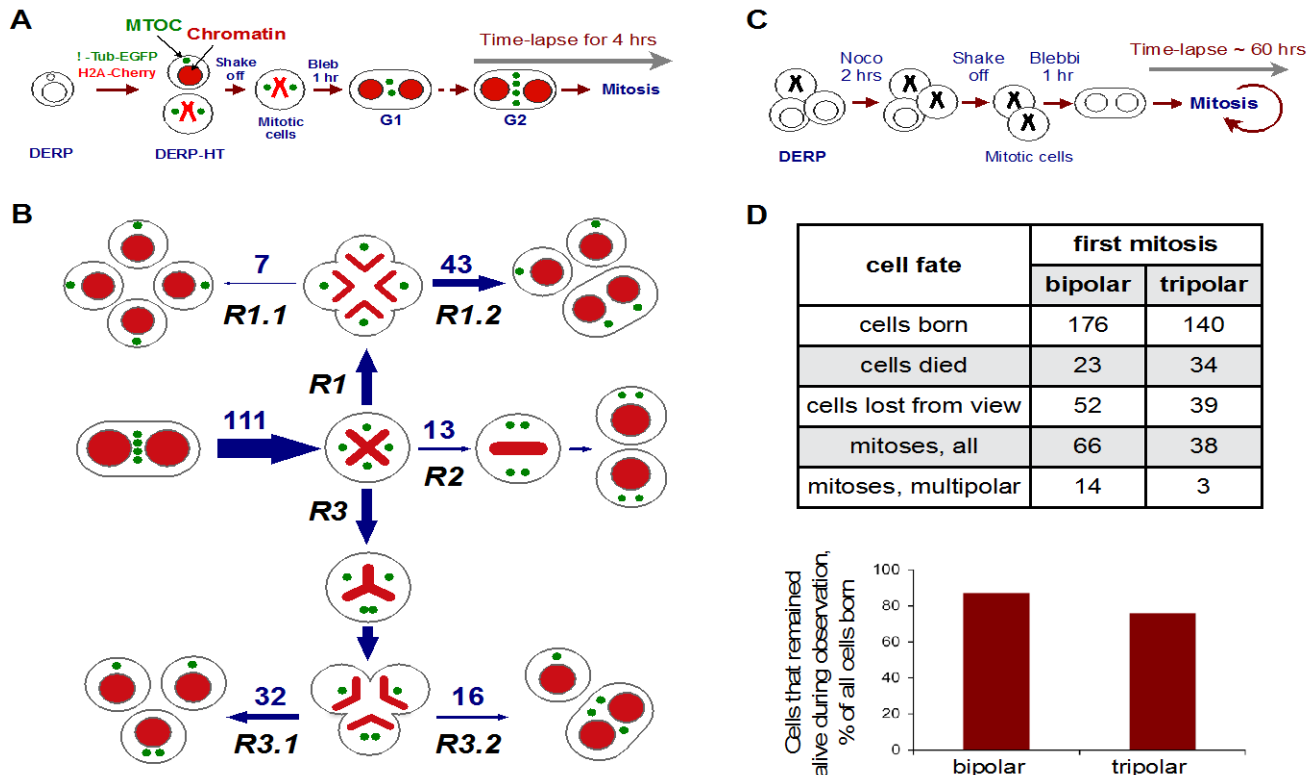 A
MTOC
Chromatin
!-Tub-EGFP
H2A-Cherry
Shake
off
Bleb
1 hr
Time-lapse for 4 hrs
Mitotic
cells
G1
G2
Mitosis
DERP
DERP-HT
C
Noco
2 hrs
Shake
off
Blebbi
1 hr
Time-lapse ~ 60 hrs
Mitosis
DERP
Mitotic cells
B
7
R1.1
43
R1.2
R1
111
13
R2
R3
32
R3.1
16
R3.2
D
cell fate first mitosis
bipolar tripolar
cells born 176 140
cells died 23 34
cells lost from view 52 39
mitoses, all 66 38
mitoses, multipolar 14 3
Cells that remained
alive during observation,
% of all cells born
100
80
60
40
20
0
bipolar tripolar